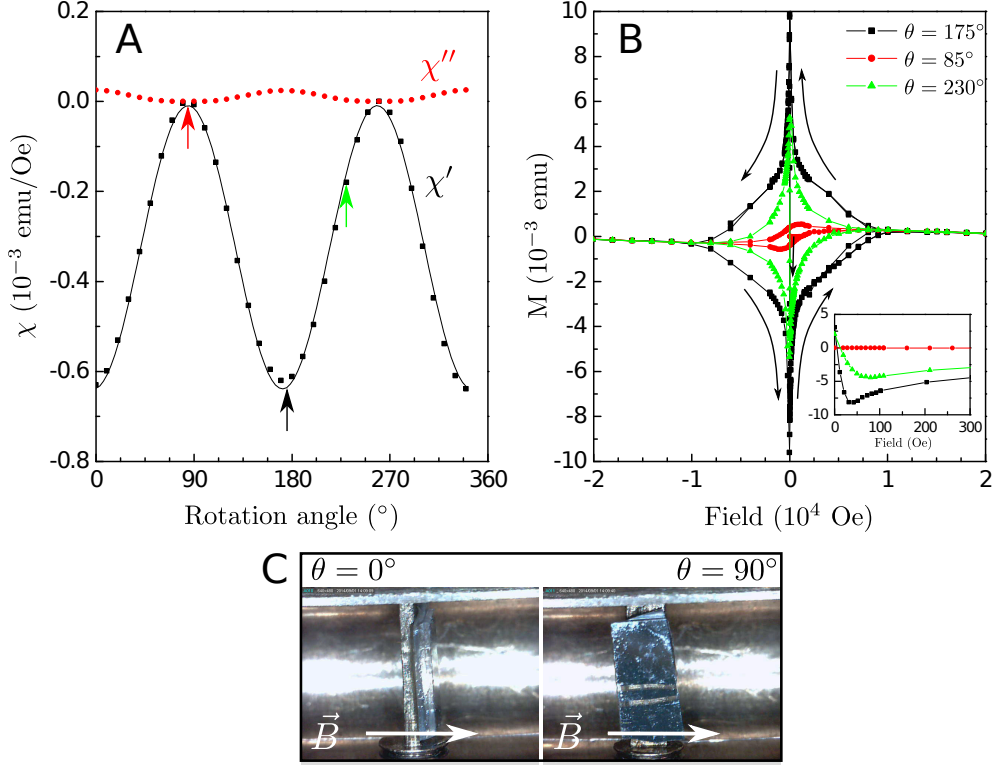 A
χ''
χ'
0.2
0.0
-0.2
-0.4
-0.6
-0.8
χ (10⁻³ emu/Oe)
0 90 180 270 360
Rotation angle (°)
B
θ = 175°
θ = 85°
θ = 230°
10
8
6
4
2
0
-2
-4
-6
-8
-10
M (10⁻³ emu)
-2 -1 0 1 2
Field (10⁴ Oe)
5
0
-5
-10
0 100 200 300
Field (Oe)
C
θ = 0°
θ = 90°
B⃗
B⃗